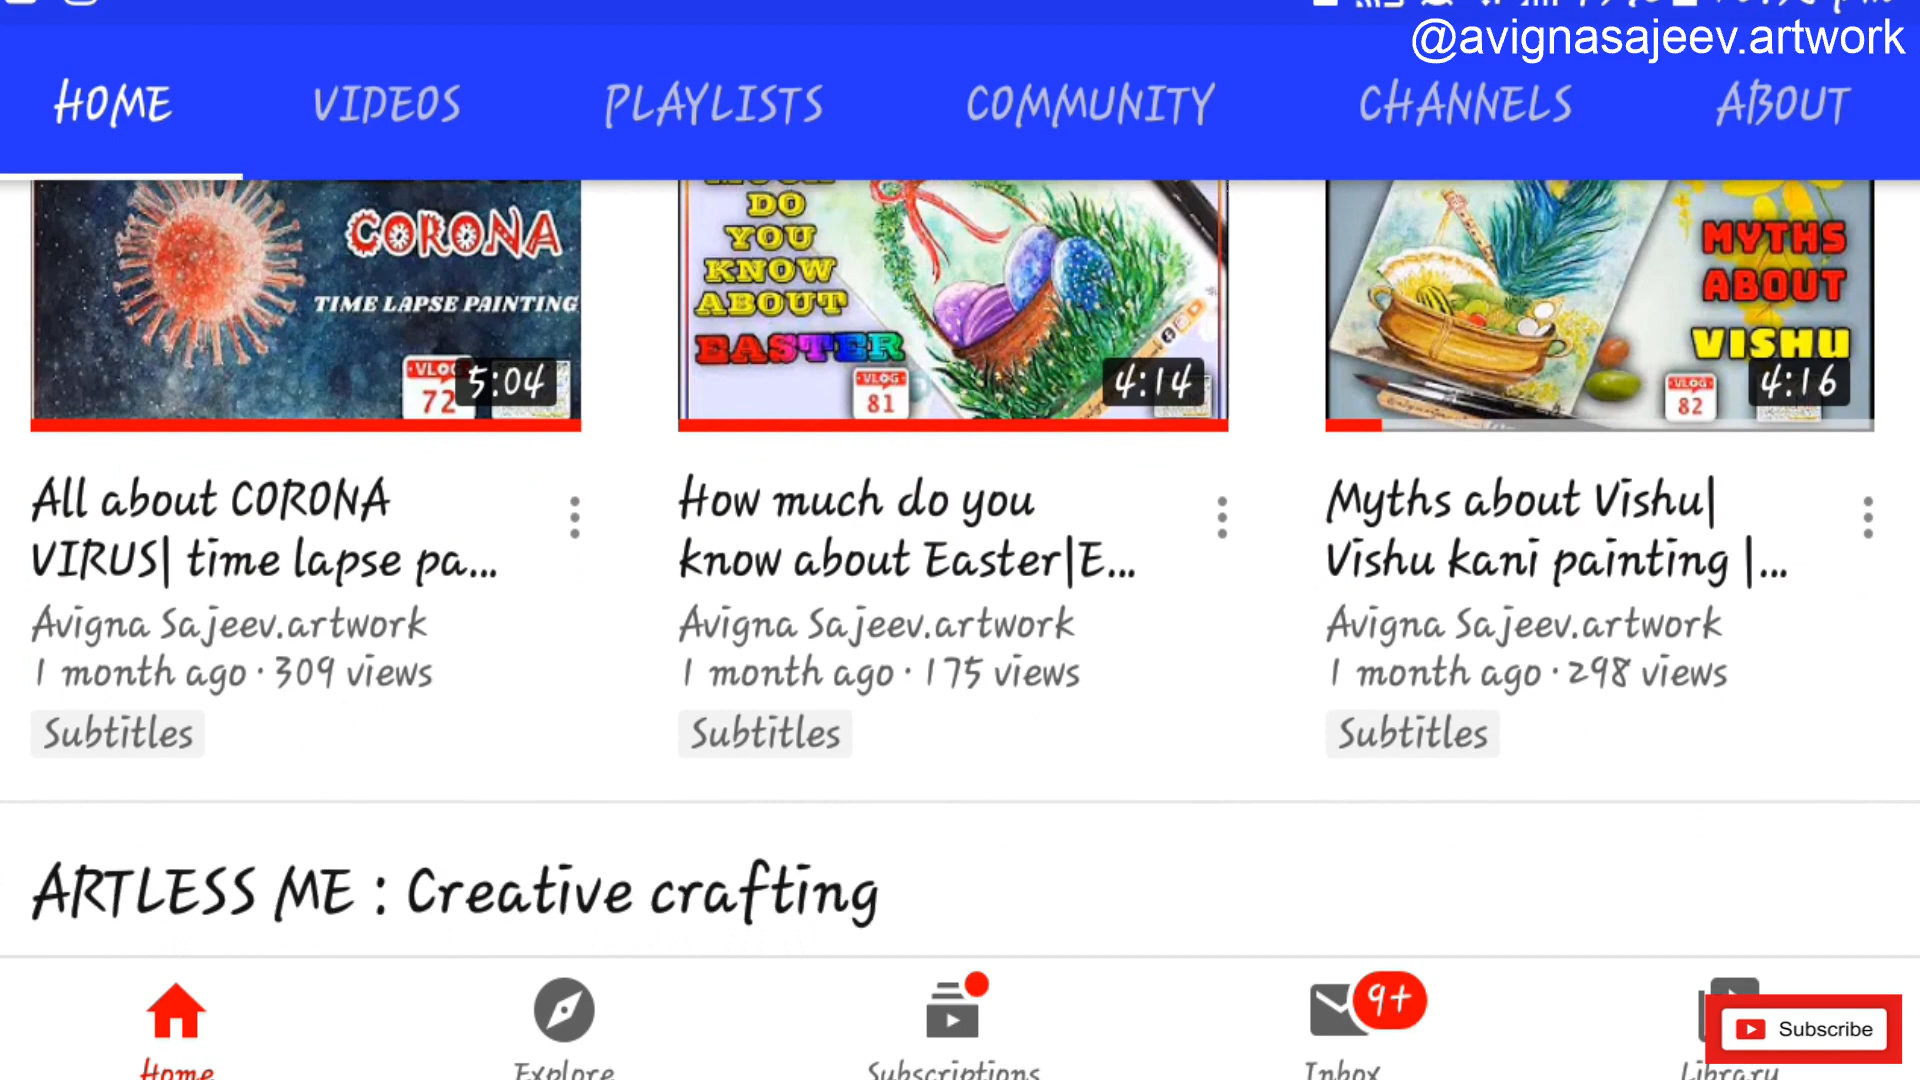 @avignasajeev.artwork
HOME VIDEOS PLAYLISTS COMMUNITY CHANNELS ABOUT
CORONA
TIME LAPSE PAINTING
VLOG
72
5:04
DO
YOU
KNOW
ABOUT
EASTER
VLOG
81
4:14
MYTHS
ABOUT
VISHU
VLOG
82
4:16
All about CORONA
VIRUS| time lapse pa...
Avigna Sajeev.artwork
1 month ago · 309 views
Subtitles
How much do you
know about Easter|E...
Avigna Sajeev.artwork
1 month ago · 175 views
Subtitles
Myths about Vishu|
Vishu kani painting |...
Avigna Sajeev.artwork
1 month ago · 298 views
Subtitles
ARTLESS ME : Creative crafting
9+
Subscribe
Home Explore Subscriptions Inbox Library